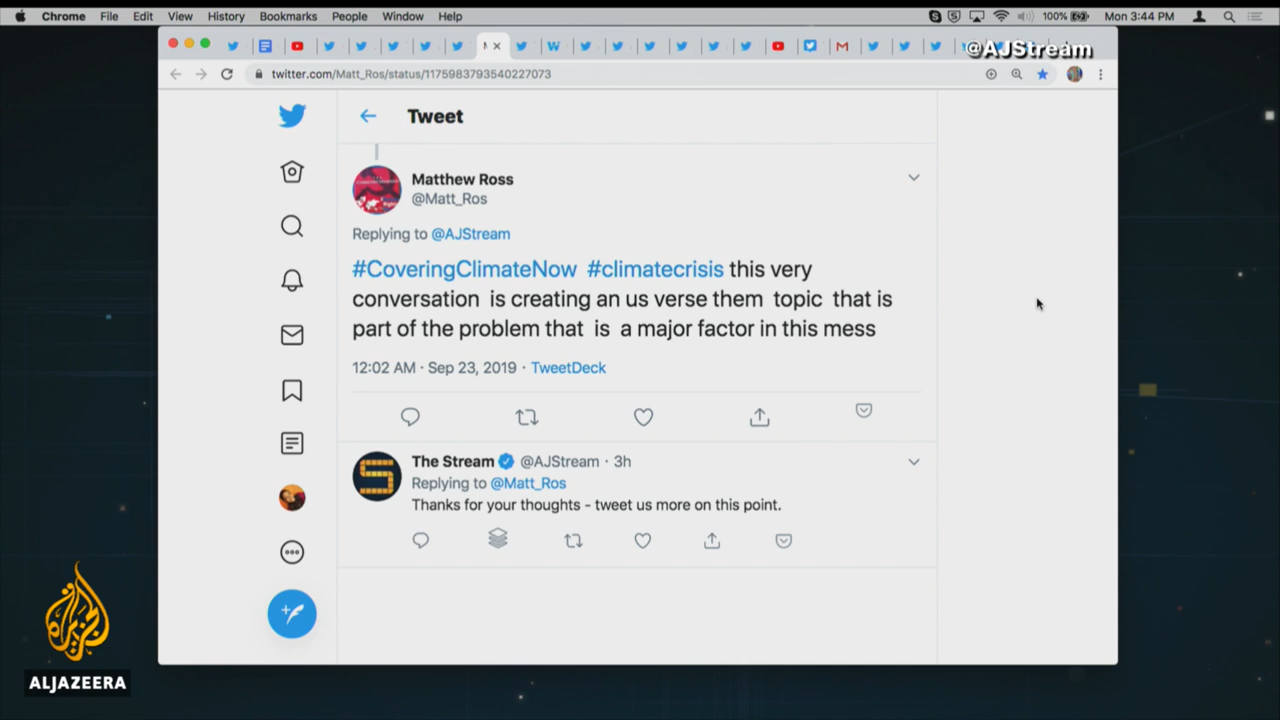 Chrome File Edit View History Bookmarks People Window Help 100% Mon 3:44 PM
@AJStream
twitter.com/Matt_Ros/status/1175983793540227073
Tweet
Matthew Ross
@Matt_Ros
Replying to @AJStream
#CoveringClimateNow #climatecrisis this very
conversation is creating an us verse them topic that is
part of the problem that is a major factor in this mess
12:02 AM · Sep 23, 2019 · TweetDeck
The Stream @AJStream · 3h
Replying to @Matt_Ros
Thanks for your thoughts - tweet us more on this point.
الجزيرة
ALJAZEERA